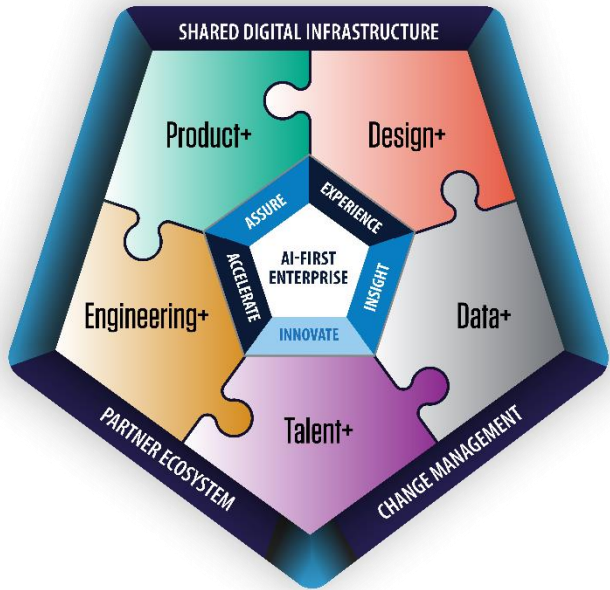 SHARED DIGITAL INFRASTRUCTURE
Product+
Design+
ASSURE
EXPERIENCE
AI-FIRST
ENTERPRISE
ACCELERATE
INSIGHT
INNOVATE
Engineering+
Data+
Talent+
PARTNER ECOSYSTEM
CHANGE MANAGEMENT